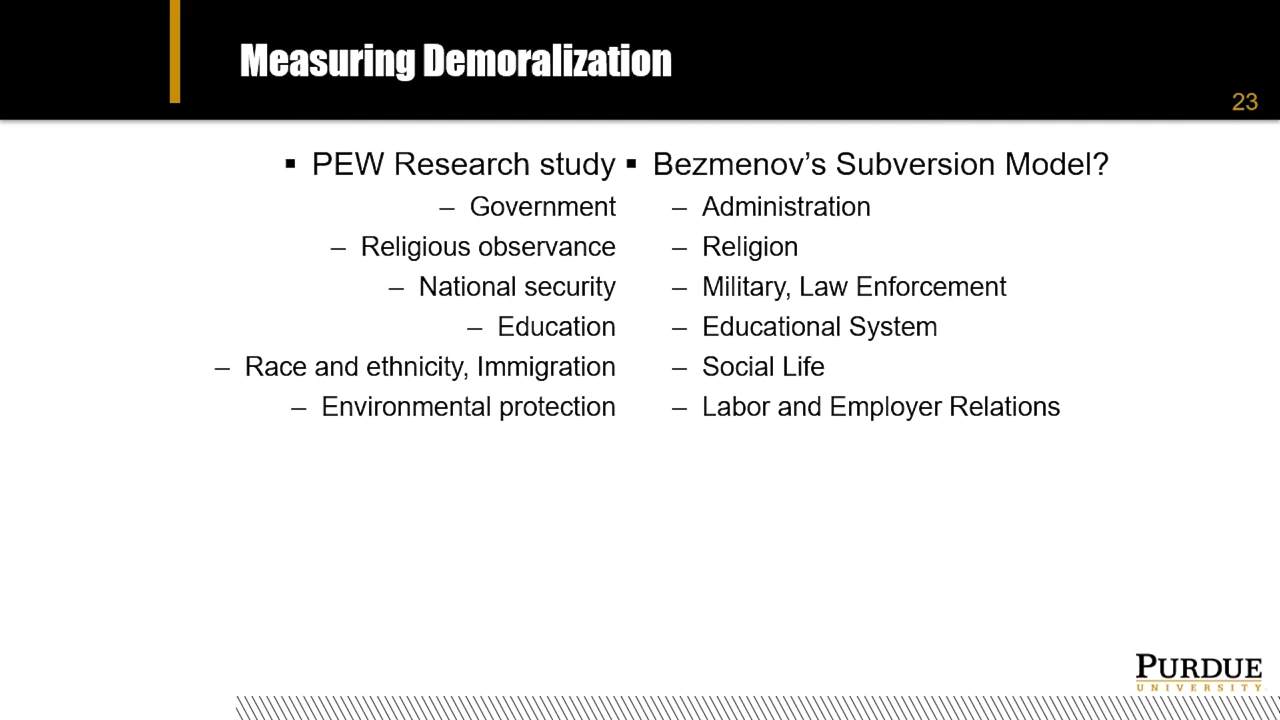 Measuring Demoralization
23
▪ PEW Research study
– Government
– Religious observance
– National security
– Education
– Race and ethnicity, Immigration
– Environmental protection
▪ Bezmenov’s Subversion Model?
– Administration
– Religion
– Military, Law Enforcement
– Educational System
– Social Life
– Labor and Employer Relations
PURDUE
UNIVERSITY